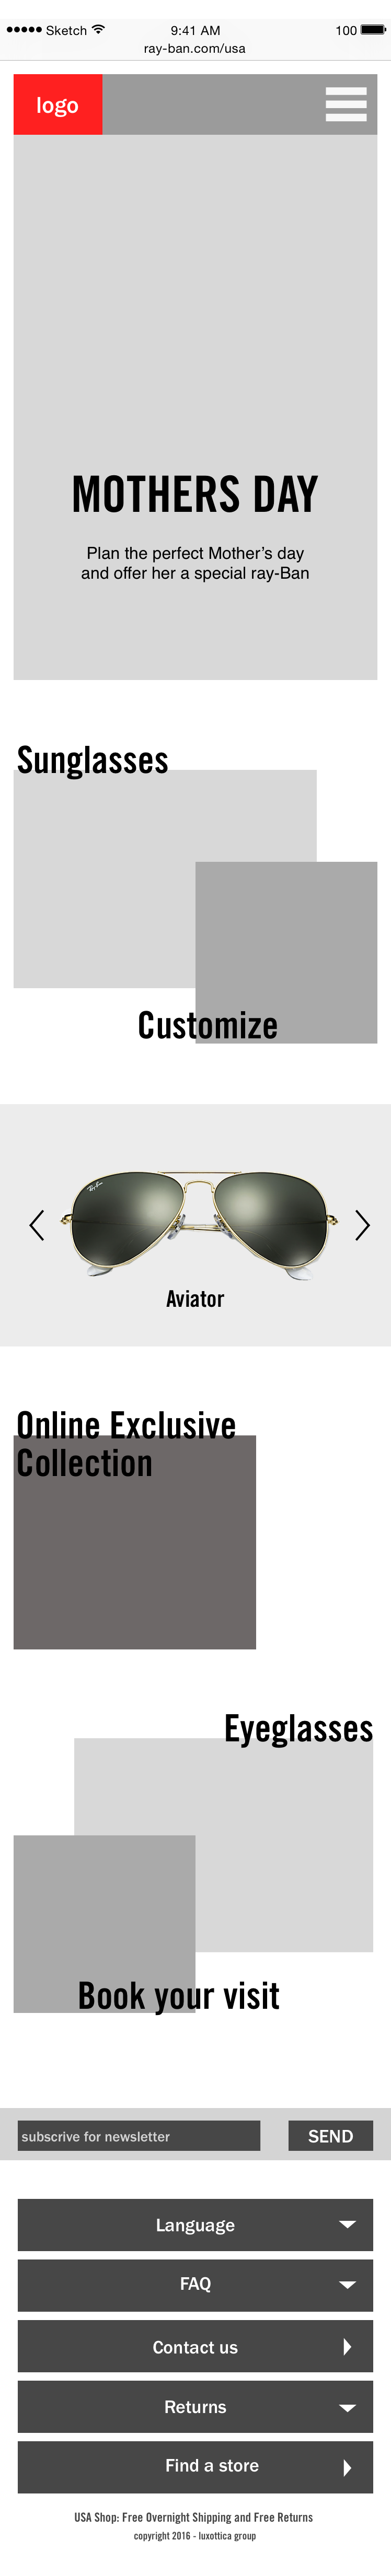 Sketch 9:41 AM 100
ray-ban.com/usa
logo
MOTHERS DAY
Plan the perfect Mother's day
and offer her a special ray-Ban
Sunglasses
Customize
Ray-Ban
Aviator
Online Exclusive
Collection
Eyeglasses
Book your visit
subscrive for newsletter SEND
Language
FAQ
Contact us
Returns
Find a store
USA Shop: Free Overnight Shipping and Free Returns
copyright 2016 - luxottica group